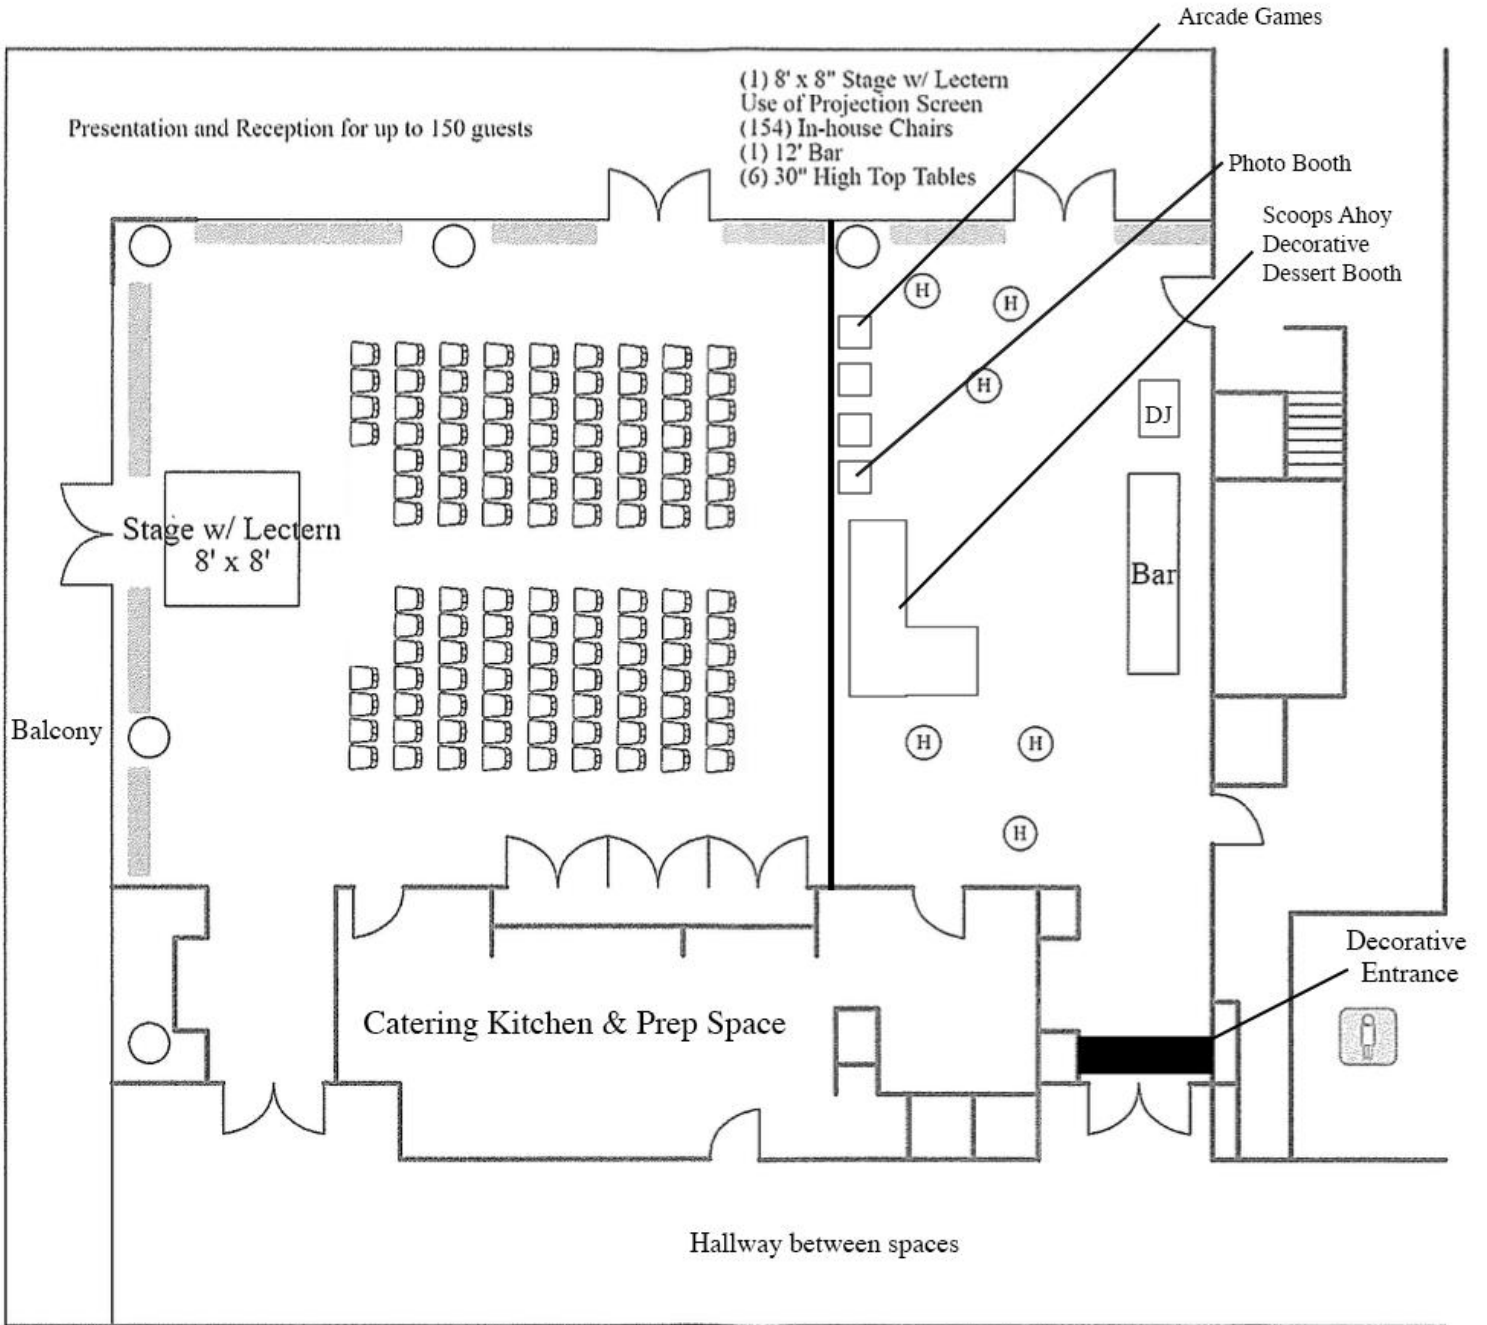 Arcade Games
(1) 8' x 8" Stage w/ Lectern
Use of Projection Screen
(154) In-house Chairs
(1) 12' Bar
(6) 30" High Top Tables
Presentation and Reception for up to 150 guests
Photo Booth
Scoops Ahoy
Decorative
Dessert Booth
H
H
H
DJ
Stage w/ Lectern
8' x 8'
Bar
Balcony
H
H
H
Decorative
Entrance
Catering Kitchen & Prep Space
Hallway between spaces